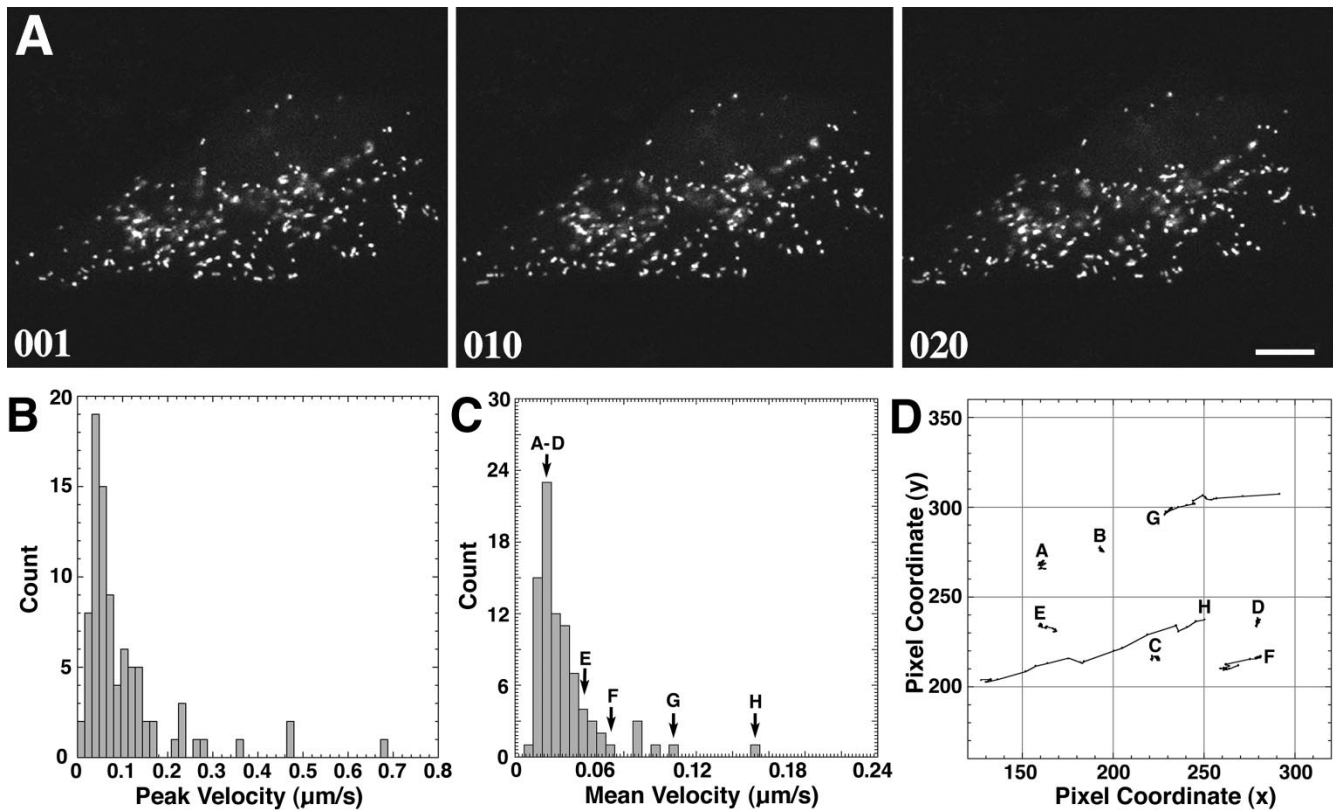 A
001
010
020
B
20
15
10
5
0
Count
0 0.1 0.2 0.3 0.4 0.5 0.6 0.7 0.8
Peak Velocity (µm/s)
C
30
24
18
12
6
0
Count
A-D
E
F
G
H
0 0.06 0.12 0.18 0.24
Mean Velocity (µm/s)
D
350
300
250
200
Pixel Coordinate (y)
G
B
A
E
H
D
C
F
150 200 250 300
Pixel Coordinate (x)